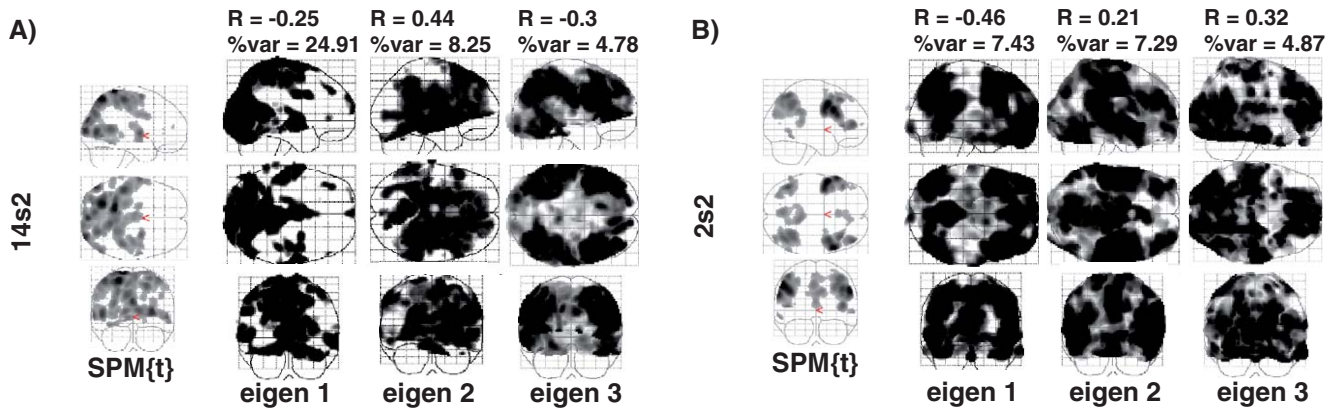 A)
R = -0.25 R = 0.44 R = -0.3
%var = 24.91 %var = 8.25 %var = 4.78
14s2
SPM{t}
eigen 1 eigen 2 eigen 3
B)
R = -0.46 R = 0.21 R = 0.32
%var = 7.43 %var = 7.29 %var = 4.87
2s2
SPM{t}
eigen 1 eigen 2 eigen 3